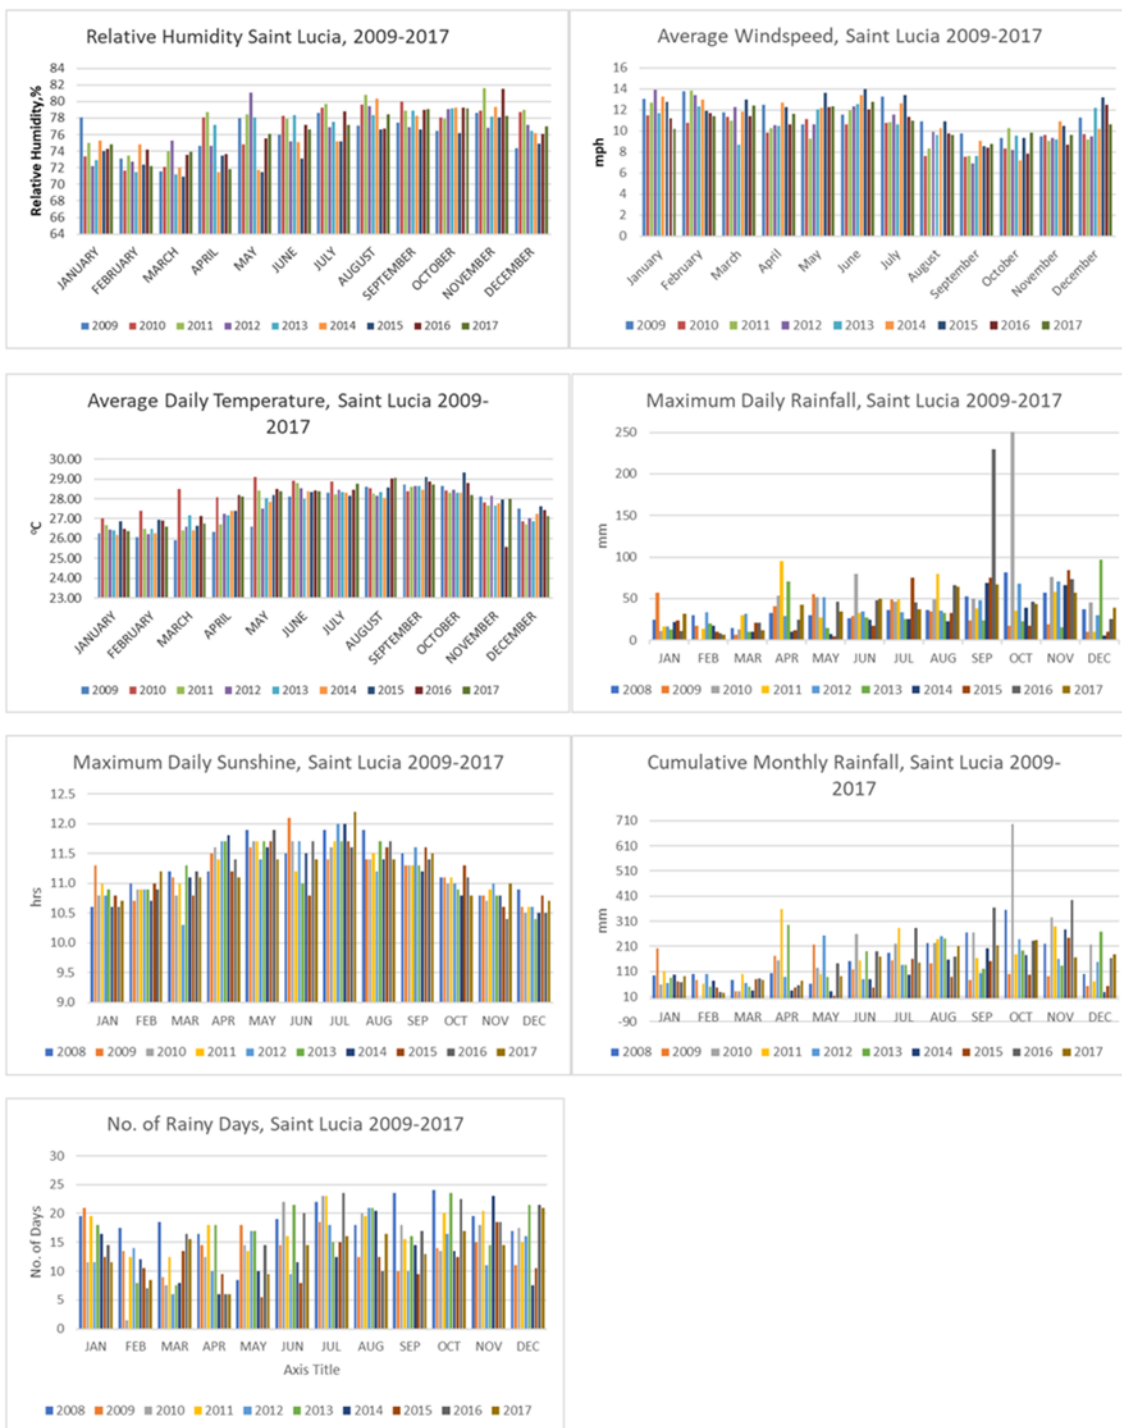 Relative Humidity Saint Lucia, 2009-2017
84
82
80
78
76
74
72
70
68
66
64
Relative Humidity,%
JANUARY FEBRUARY MARCH APRIL MAY JUNE JULY AUGUST SEPTEMBER OCTOBER NOVEMBER DECEMBER
2009 2010 2011 2012 2013 2014 2015 2016 2017
Average Windspeed, Saint Lucia 2009-2017
16
14
12
10
8
6
4
2
0
mph
January February March April May June July August September October November December
2009 2010 2011 2012 2013 2014 2015 2016 2017
Average Daily Temperature, Saint Lucia 2009-
2017
30.00
29.00
28.00
27.00
26.00
25.00
24.00
23.00
°C
JANUARY FEBRUARY MARCH APRIL MAY JUNE JULY AUGUST SEPTEMBER OCTOBER NOVEMBER DECEMBER
2009 2010 2011 2012 2013 2014 2015 2016 2017
Maximum Daily Rainfall, Saint Lucia 2009-2017
250
200
150
100
50
0
mm
JAN FEB MAR APR MAY JUN JUL AUG SEP OCT NOV DEC
2008 2009 2010 2011 2012 2013 2014 2015 2016 2017
Maximum Daily Sunshine, Saint Lucia 2009-2017
12.5
12.0
11.5
11.0
10.5
10.0
9.5
9.0
hrs
JAN FEB MAR APR MAY JUN JUL AUG SEP OCT NOV DEC
2008 2009 2010 2011 2012 2013 2014 2015 2016 2017
Cumulative Monthly Rainfall, Saint Lucia 2009-
2017
710
610
510
410
310
210
110
10
-90
mm
JAN FEB MAR APR MAY JUN JUL AUG SEP OCT NOV DEC
2008 2009 2010 2011 2012 2013 2014 2015 2016 2017
No. of Rainy Days, Saint Lucia 2009-2017
30
25
20
15
10
5
0
No. of Days
JAN FEB MAR APR MAY JUN JUL AUG SEP OCT NOV DEC
Axis Title
2008 2009 2010 2011 2012 2013 2014 2015 2016 2017